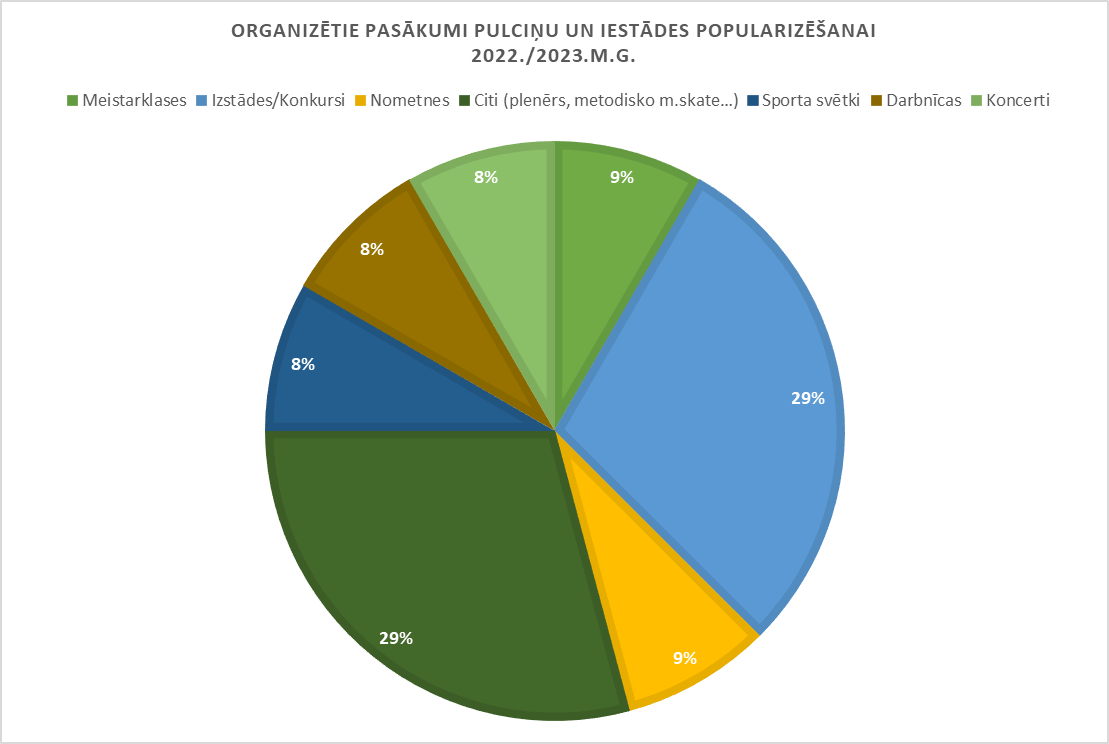 ORGANIZĒTIE PASĀKUMI PULCIŅU UN IESTĀDES POPULARIZĒŠANAI
2022./2023.M.G.
Meistarklases Izstādes/Konkursi Nometnes Citi (plenērs, metodisko m.skate...) Sporta svētki Darbnīcas Koncerti
8%
9%
8%
8%
29%
29%
9%